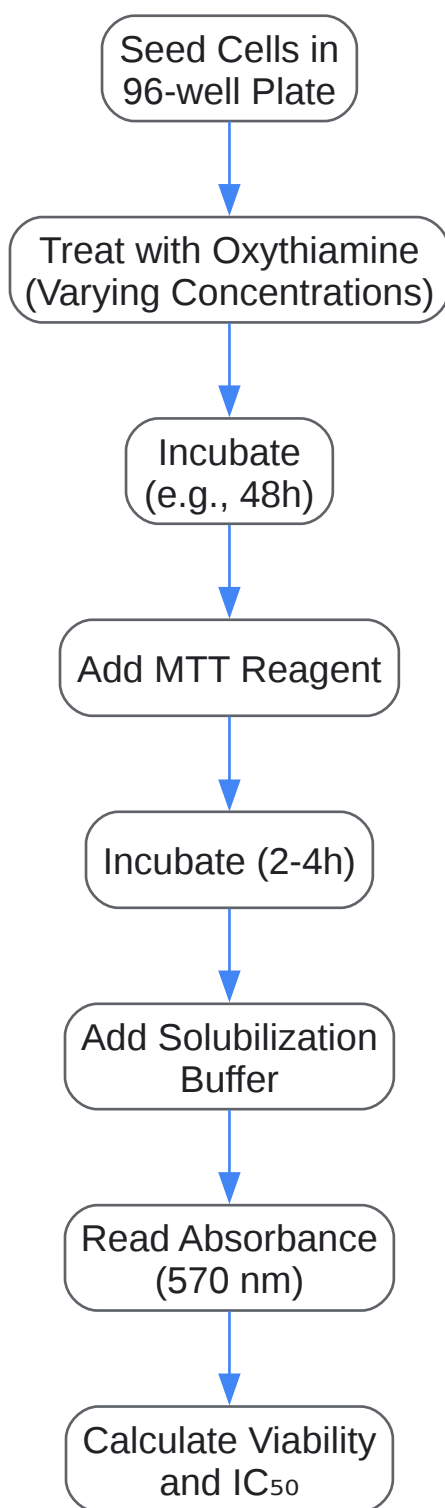 Seed Cells in
96-well Plate
Treat with Oxythiamine
(Varying Concentrations)
Incubate
(e.g., 48h)
Add MTT Reagent
Incubate (2-4h)
Add Solubilization
Buffer
Read Absorbance
(570 nm)
Calculate Viability
and IC₅₀